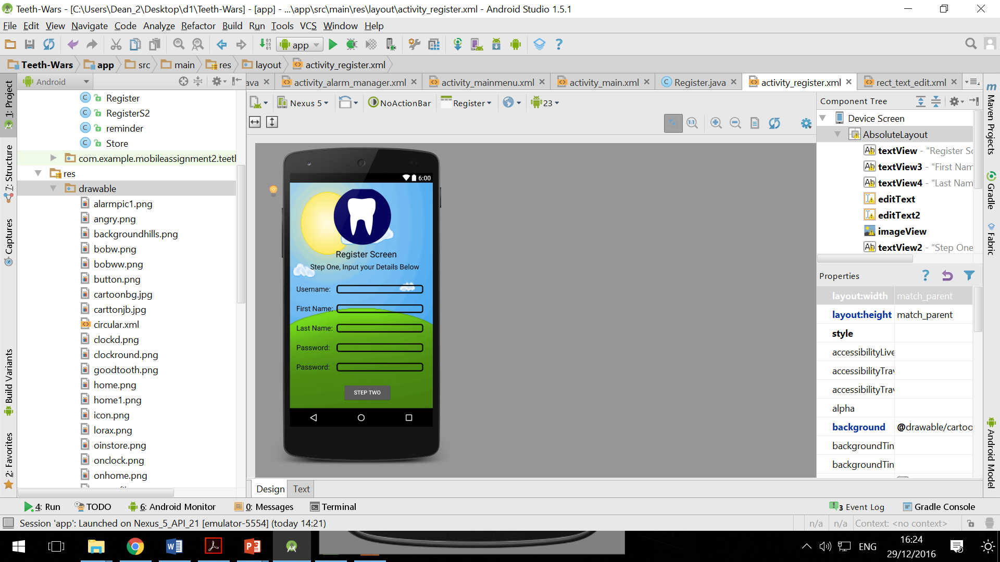 Teeth-Wars - [C:\Users\Dean_2\Desktop\d1\Teeth-Wars] - [app] - ...\app\src\main\res\layout\activity_register.xml - Android Studio 1.5.1
File Edit View Navigate Code Analyze Refactor Build Run Tools VCS Window Help
app
Teeth-Wars app src main res layout activity_register.xml
Android
ava activity_alarm_manager.xml activity_mainmenu.xml activity_main.xml Register.java activity_register.xml rect_text_edit.xml
1: Project
7: Structure
Captures
Build Variants
2: Favorites
Register
RegisterS2
reminder
Store
com.example.mobileassignment2.teetl
res
drawable
alarmpic1.png
angry.png
backgroundhills.png
bobw.png
bobww.png
button.png
cartoonbg.jpg
carttonjb.jpg
circular.xml
clockd.png
clockround.png
goodtooth.png
home.png
home1.png
icon.png
lorax.png
oinstore.png
onclock.png
onhome.png
Nexus 5 NoActionBar Register 23
6:00
Register Screen
Step One, Input your Details Below
Username:
First Name:
Last Name:
Password:
Password:
STEP TWO
Design Text
Component Tree
Device Screen
AbsoluteLayout
textView - "Register Sc
textView3 - "First Nam
textView4 - "Last Nam
editText
editText2
imageView
textView2 - "Step One
Properties
layout:width match_parent
layout:height match_parent
style
accessibilityLive
accessibilityTrav
accessibilityTrav
alpha
background @drawable/cartoo
backgroundTin
backgroundTin
Maven Projects
Gradle
Fabric
Android Model
4: Run TODO 6: Android Monitor 0: Messages Terminal 3 Event Log Gradle Console
Session 'app': Launched on Nexus_5_API_21 [emulator-5554] (today 14:21) n/a n/a Context: <no context>
ENG
16:24
29/12/2016